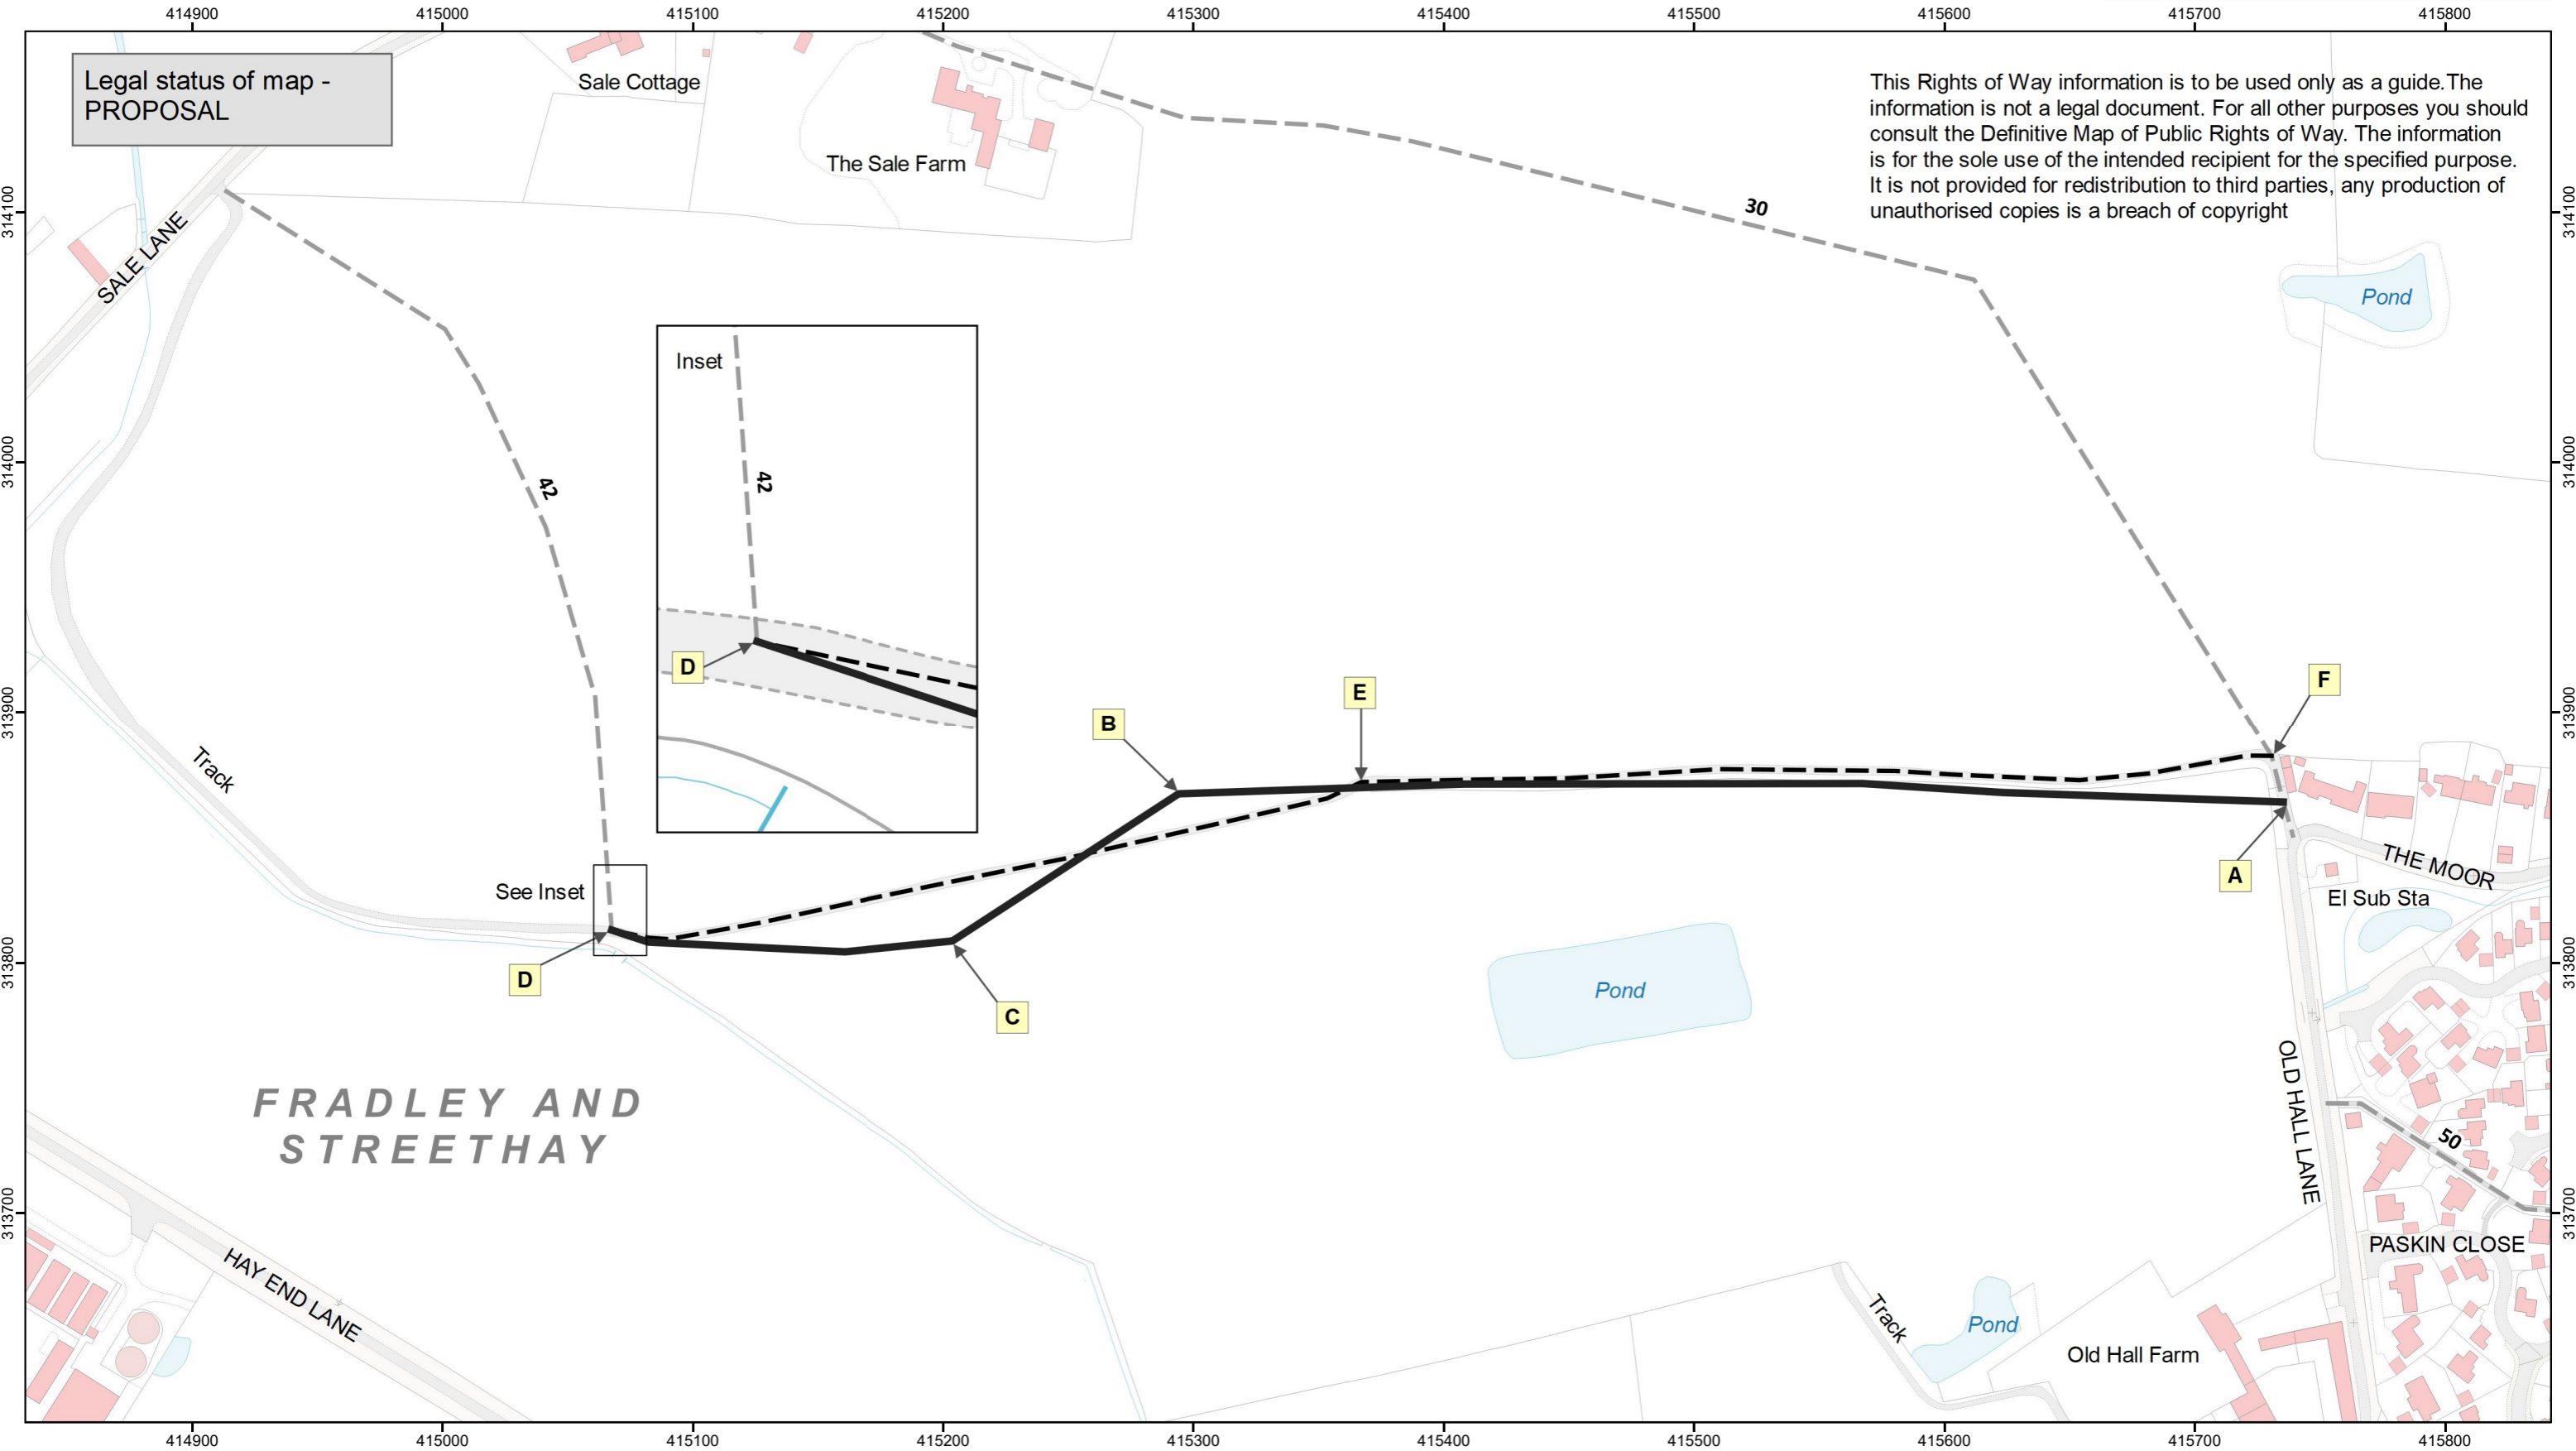 414900 415000 415100 415200 415300 415400 415500 415600 415700 415800
Legal status of map -
PROPOSAL
Sale Cottage
The Sale Farm
This Rights of Way information is to be used only as a guide.The
information is not a legal document. For all other purposes you should
consult the Definitive Map of Public Rights of Way. The information
is for the sole use of the intended recipient for the specified purpose.
It is not provided for redistribution to third parties, any production of
unauthorised copies is a breach of copyright
314100
314100
30
SALE LANE
Pond
Inset
42
42
D
314000
314000
313900
313900
Track
B
E
F
A
THE MOOR
El Sub Sta
See Inset
D
C
Pond
313800
313800
OLD HALL LANE
FRADLEY AND
STREETHAY
50
313700
313700
PASKIN CLOSE
HAY END LANE
Track
Pond
Old Hall Farm
414900 415000 415100 415200 415300 415400 415500 415600 415700 415800